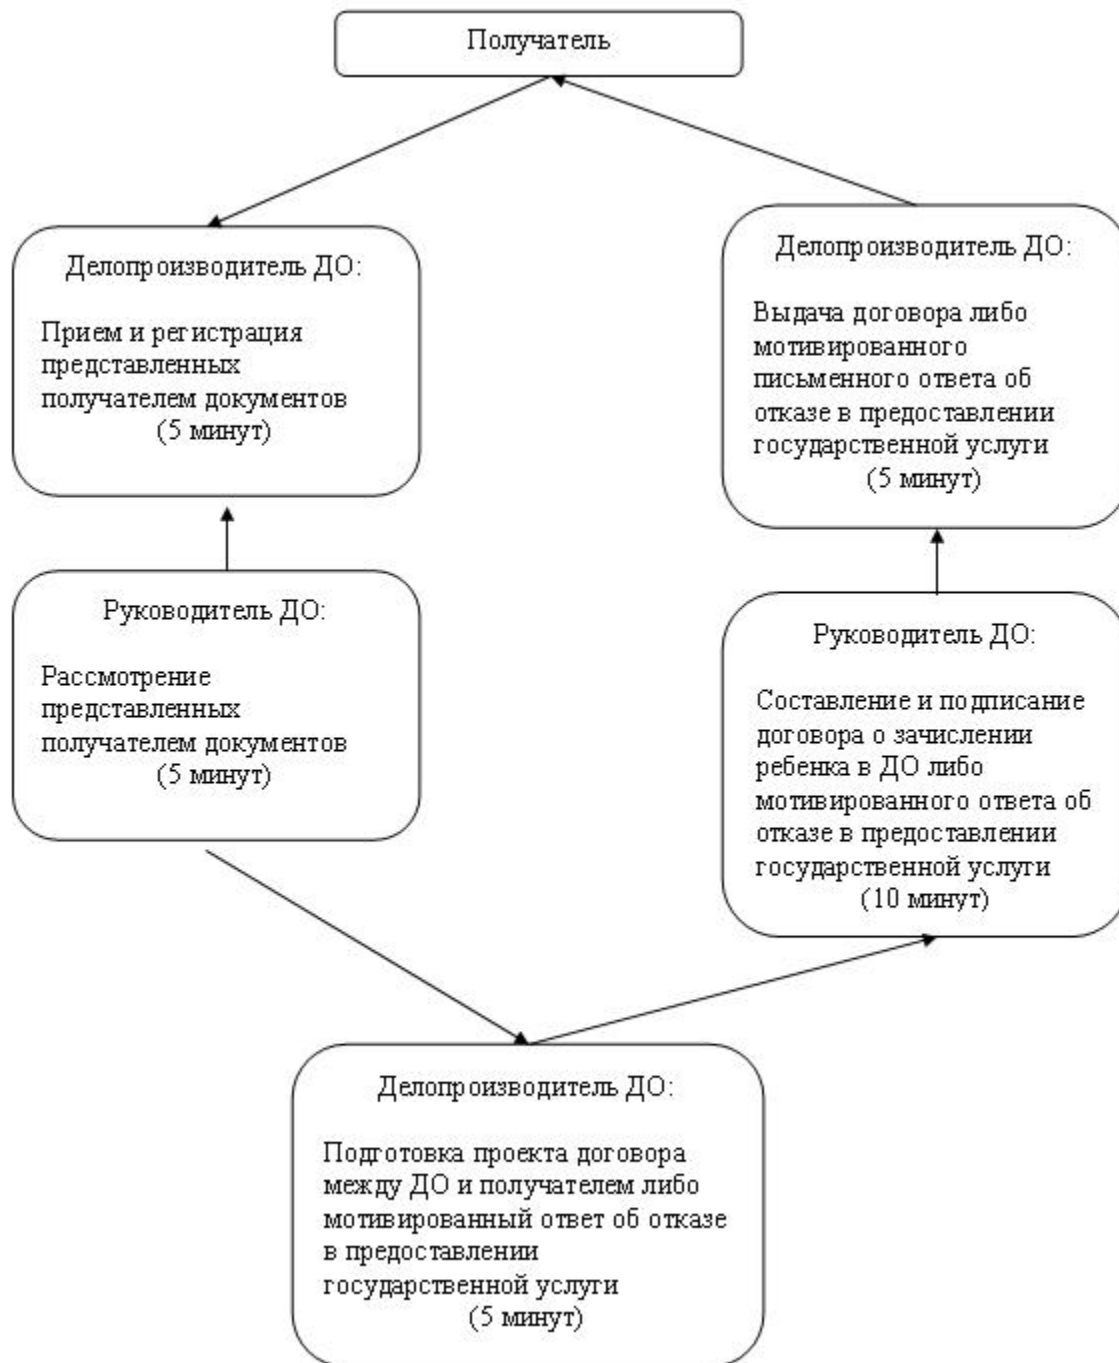 Получатель
Делопроизводитель ДО:
Прием и регистрация
представленных
получателем документов
(5 минут)
Руководитель ДО:
Рассмотрение
представленных
получателем документов
(5 минут)
Делопроизводитель ДО:
Подготовка проекта договора
между ДО и получателем либо
мотивированный ответ об отказе
в предоставлении
государственной услуги
(5 минут)
Руководитель ДО:
Составление и подписание
договора о зачислении
ребенка в ДО либо
мотивированного ответа об
отказе в предоставлении
государственной услуги
(10 минут)
Делопроизводитель ДО:
Выдача договора либо
мотивированного
письменного ответа об
отказе в предоставлении
государственной услуги
(5 минут)